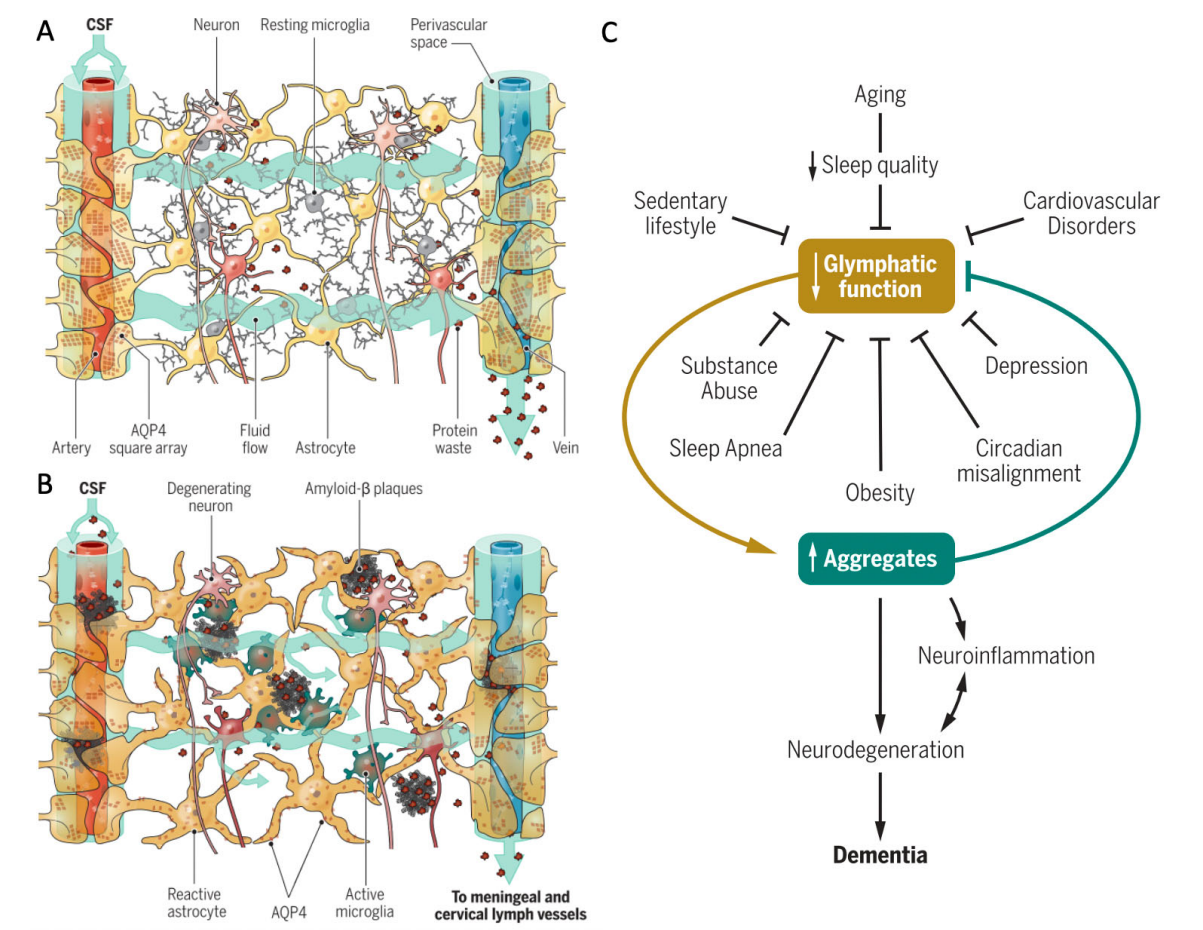 A
CSF
Neuron
Resting microglia
Perivascular
space
Artery
AQP4
square array
Fluid
flow
Astrocyte
Protein
waste
Vein
B
CSF
Degenerating
neuron
Amyloid-β plaques
Reactive
astrocyte
AQP4
Active
microglia
To meningeal and
cervical lymph vessels
C
Aging
Sleep quality
Sedentary
lifestyle
Cardiovascular
Disorders
Glymphatic
function
Substance
Abuse
Depression
Sleep Apnea
Circadian
misalignment
Obesity
Aggregates
Neuroinflammation
Neurodegeneration
Dementia